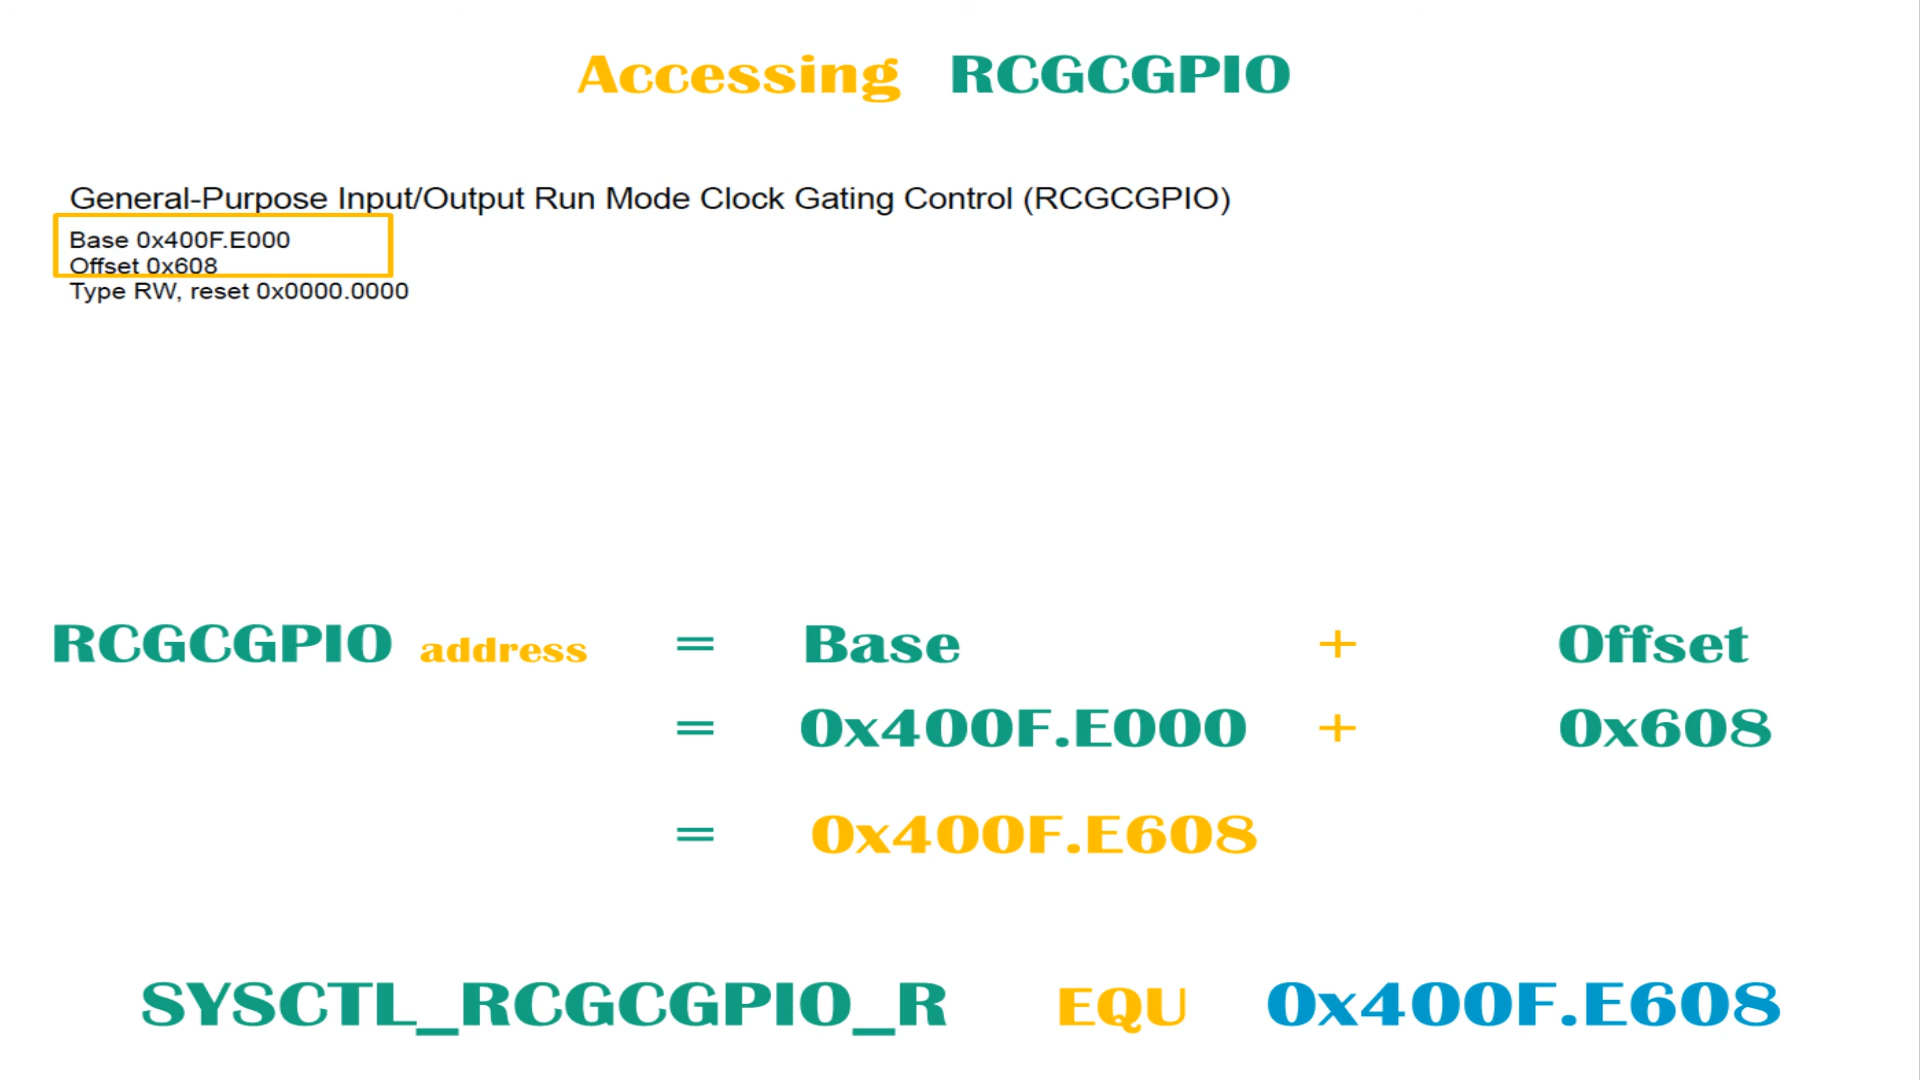 Accessing RCGCGPIO
General-Purpose Input/Output Run Mode Clock Gating Control (RCGCGPIO)
Base 0x400F.E000
Offset 0x608
Type RW, reset 0x0000.0000
RCGCGPIO address = Base + Offset
= 0x400F.E000 + 0x608
= 0x400F.E608
SYSCTL_RCGCGPIO_R EQU 0x400F.E608